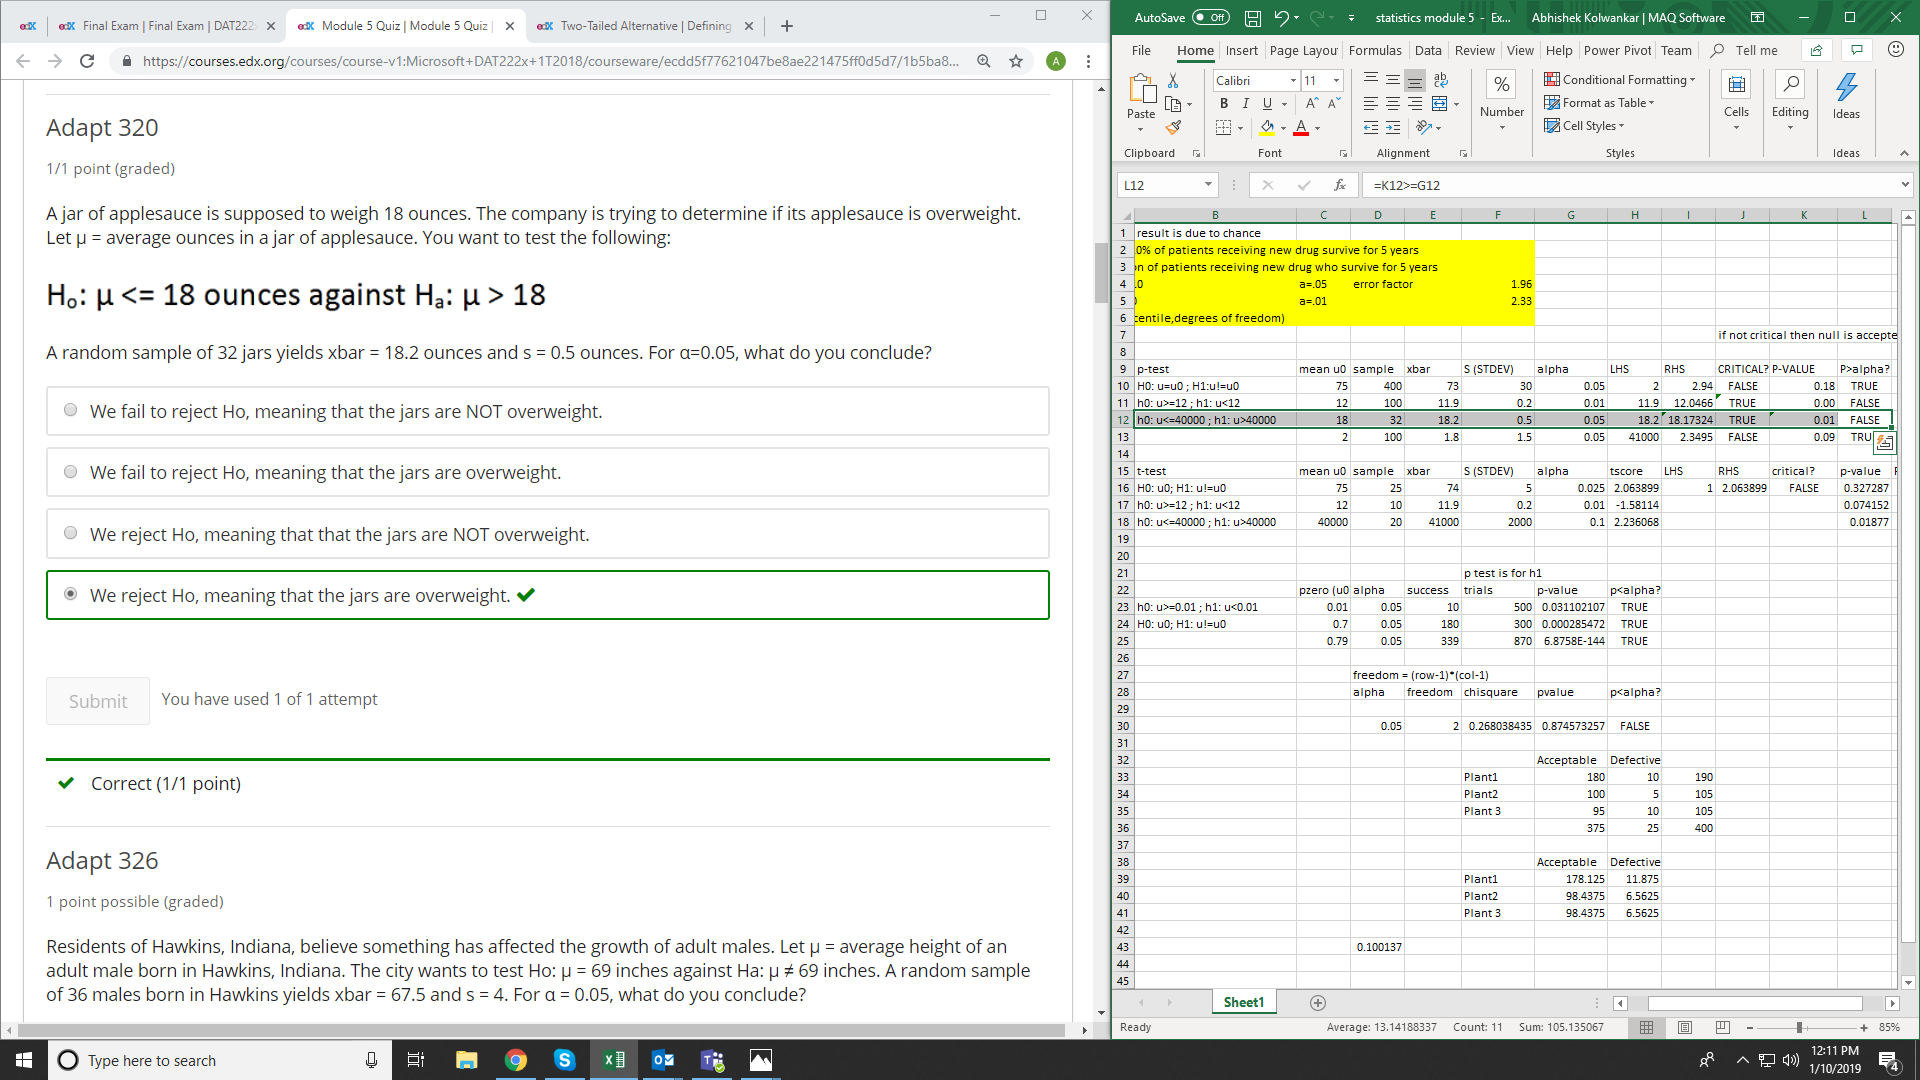 Final Exam | Final Exam | DAT222
Module 5 Quiz | Module 5 Quiz |
Two-Tailed Alternative | Defining
https://courses.edx.org/courses/course-v1:Microsoft+DAT222x+1T2018/courseware/ecdd5f77621047be8ae221475ff0d5d7/1b5ba8...
A
Adapt 320
1/1 point (graded)
A jar of applesauce is supposed to weigh 18 ounces. The company is trying to determine if its applesauce is overweight.
Let μ = average ounces in a jar of applesauce. You want to test the following:
Ho: μ <= 18 ounces against Ha: μ > 18
A random sample of 32 jars yields xbar = 18.2 ounces and s = 0.5 ounces. For α=0.05, what do you conclude?
We fail to reject Ho, meaning that the jars are NOT overweight.
We fail to reject Ho, meaning that the jars are overweight.
We reject Ho, meaning that that the jars are NOT overweight.
We reject Ho, meaning that the jars are overweight.
Submit You have used 1 of 1 attempt
Correct (1/1 point)
Adapt 326
1 point possible (graded)
Residents of Hawkins, Indiana, believe something has affected the growth of adult males. Let μ = average height of an
adult male born in Hawkins, Indiana. The city wants to test Ho: μ = 69 inches against Ha: μ ≠ 69 inches. A random sample
of 36 males born in Hawkins yields xbar = 67.5 and s = 4. For α = 0.05, what do you conclude?
AutoSave Off statistics module 5 - Ex... Abhishek Kolwankar | MAQ Software
File Home Insert Page Layou Formulas Data Review View Help Power Pivot Team Tell me
Paste Calibri 11 B I U A A A ab % Number Conditional Formatting Format as Table Cell Styles Cells Editing Ideas
Clipboard Font Alignment Styles Ideas
L12 fx =K12>=G12
B C D E F G H I J K L
1 result is due to chance
2 0% of patients receiving new drug survive for 5 years
3 on of patients receiving new drug who survive for 5 years
4 .0 a=.05 error factor 1.96
5 a=.01 2.33
6 centile,degrees of freedom)
7 if not critical then null is accepte
8
9 p-test mean u0 sample xbar S (STDEV) alpha LHS RHS CRITICAL? P-VALUE P>alpha?
10 H0: u=u0 ; H1:u!=u0 75 400 73 30 0.05 2 2.94 FALSE 0.18 TRUE
11 h0: u>=12 ; h1: u<12 12 100 11.9 0.2 0.01 11.9 12.0466 TRUE 0.00 FALSE
12 h0: u<=40000 ; h1: u>40000 18 32 18.2 0.5 0.05 18.2 18.17324 TRUE 0.01 FALSE
13 2 100 1.8 1.5 0.05 41000 2.3495 FALSE 0.09 TRU
14
15 t-test mean u0 sample xbar S (STDEV) alpha tscore LHS RHS critical? p-value
16 H0: u0; H1: u!=u0 75 25 74 5 0.025 2.063899 1 2.063899 FALSE 0.327287
17 h0: u>=12 ; h1: u<12 12 10 11.9 0.2 0.01 -1.58114 0.074152
18 h0: u<=40000 ; h1: u>40000 40000 20 41000 2000 0.1 2.236068 0.01877
19
20
21 p test is for h1
22 pzero (u0 alpha success trials p-value p<alpha?
23 h0: u>=0.01 ; h1: u<0.01 0.01 0.05 10 500 0.031102107 TRUE
24 H0: u0; H1: u!=u0 0.7 0.05 180 300 0.000285472 TRUE
25 0.79 0.05 339 870 6.8758E-144 TRUE
26
27 freedom = (row-1)*(col-1)
28 alpha freedom chisquare pvalue p<alpha?
29
30 0.05 2 0.268038435 0.874573257 FALSE
31
32 Acceptable Defective
33 Plant1 180 10 190
34 Plant2 100 5 105
35 Plant 3 95 10 105
36 375 25 400
37
38 Acceptable Defective
39 Plant1 178.125 11.875
40 Plant2 98.4375 6.5625
41 Plant 3 98.4375 6.5625
42
43 0.100137
44
45
Sheet1
Ready Average: 13.14188337 Count: 11 Sum: 105.135067 85%
Type here to search
12:11 PM
1/10/2019
4